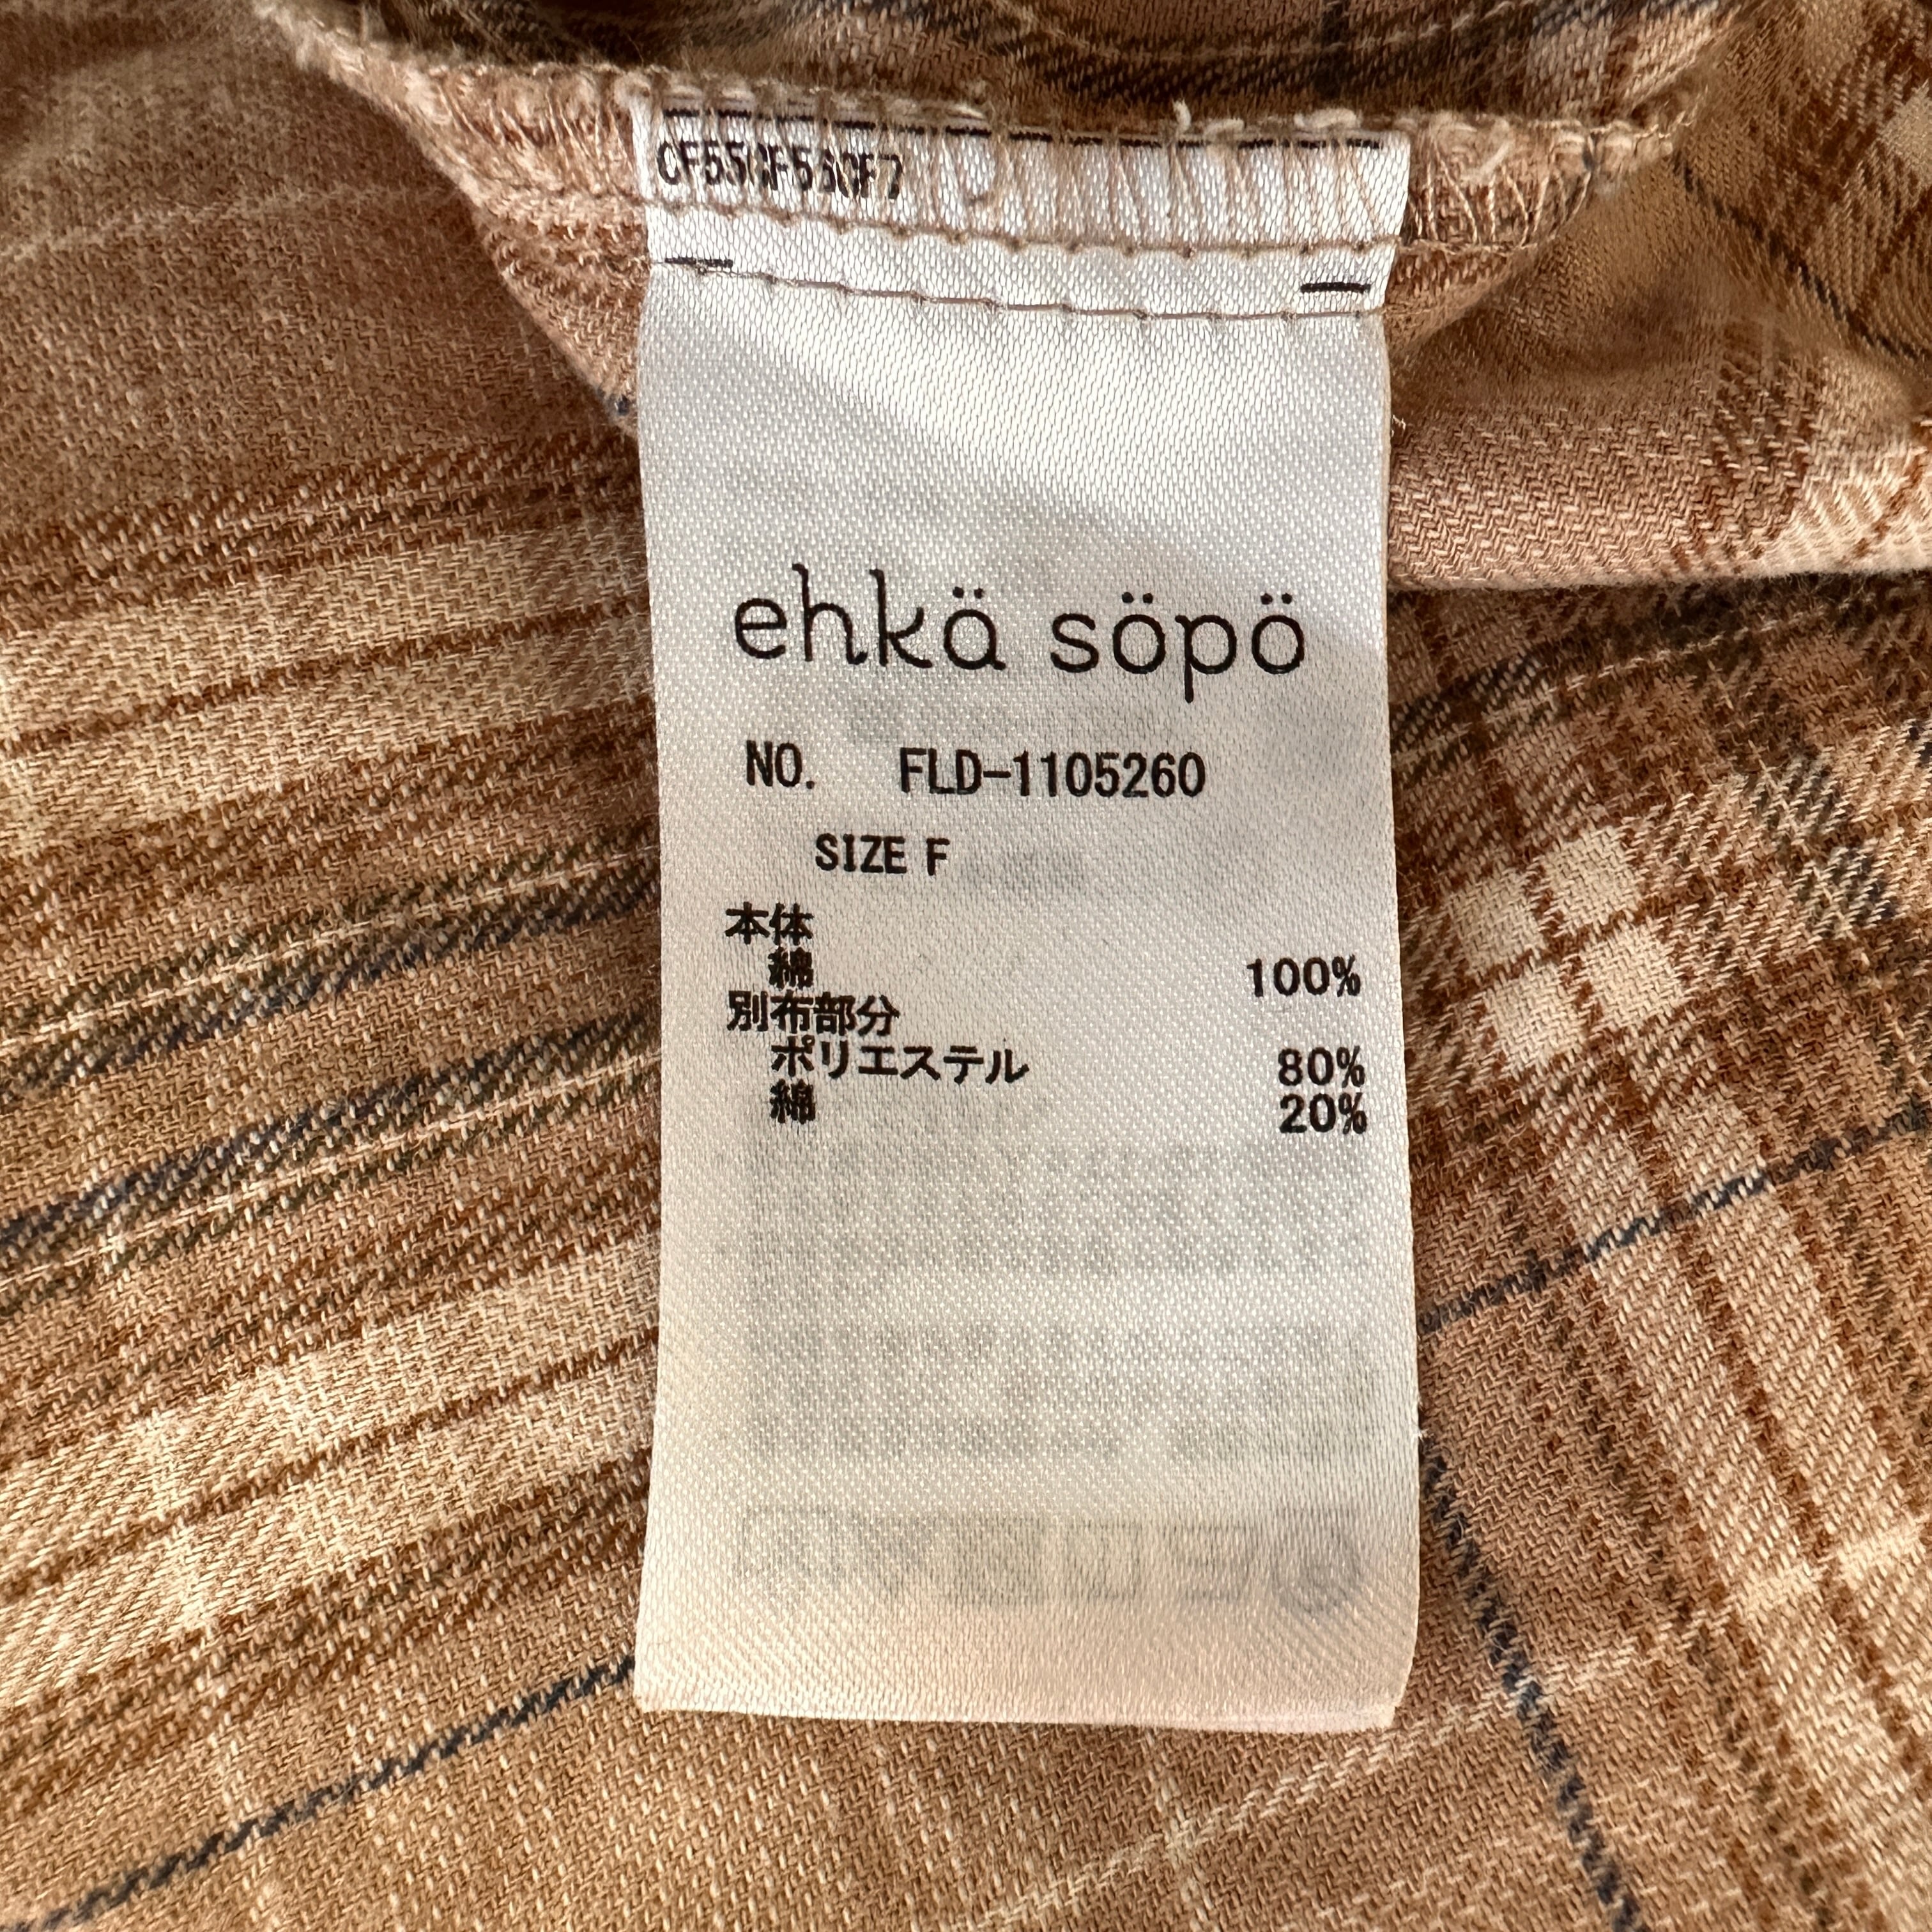 ehkä söpö
NO. FLD-1105260
SIZE F
本体
綿 100%
別布部分
ポリエステル 80%
綿 20%